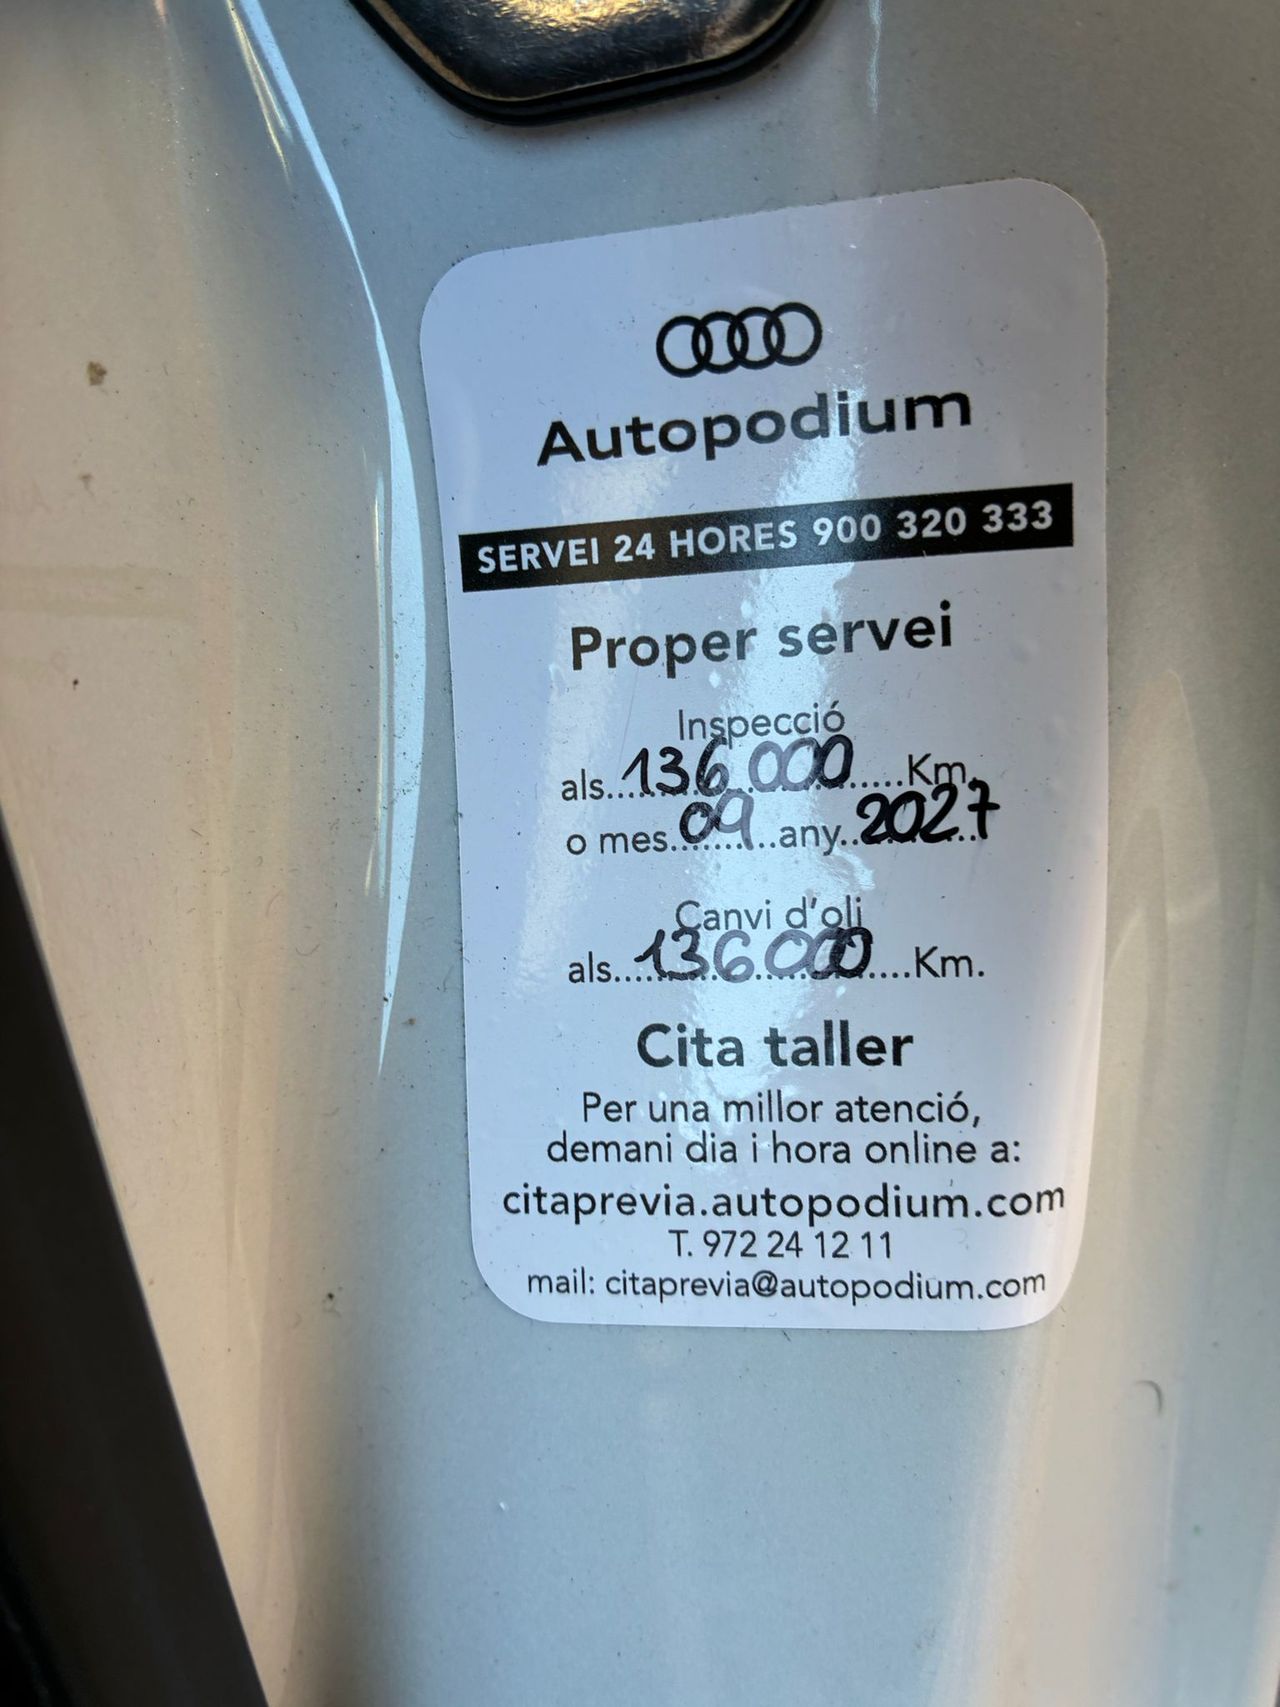 Autopodium
SERVEI 24 HORES 900 320 333
Proper servei
Inspecció
als...136.000.....Km.
o mes.09...any..2027
Canvi d'oli
als....136.000....Km.
Cita taller
Per una millor atenció,
demani dia i hora online a:
citaprevia.autopodium.com
T. 972 24 12 11
mail: citaprevia@autopodium.com